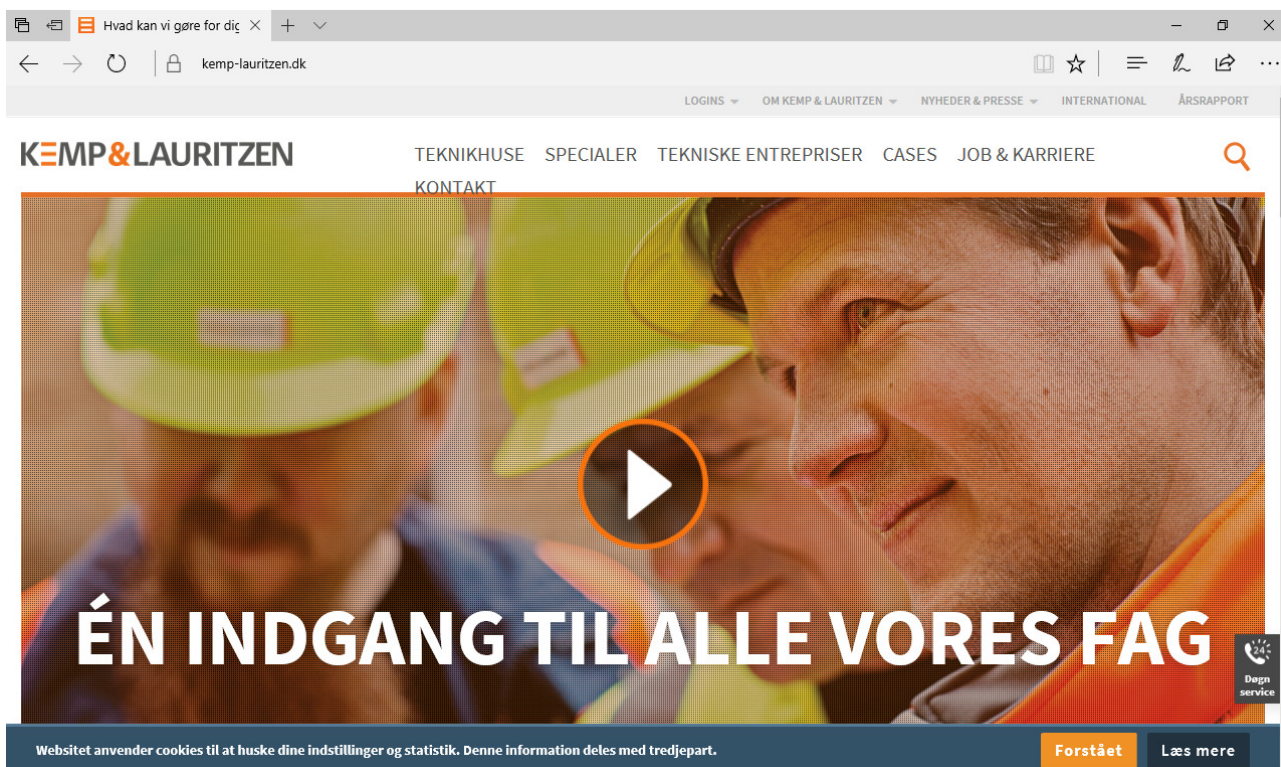 Hvad kan vi gøre for dig
kemp-lauritzen.dk
LOGINS OM KEMP & LAURITZEN NYHEDER & PRESSE INTERNATIONAL ÅRSRAPPORT
KEMP&LAURITZEN
TEKNIKHUSE SPECIALER TEKNISKE ENTREPRISER CASES JOB & KARRIERE
KONTAKT
ÉN INDGANG TIL ALLE VORES FAG
24
Døgn
service
Websitet anvender cookies til at huske dine indstillinger og statistik. Denne information deles med tredjepart.
Forstået Læs mere